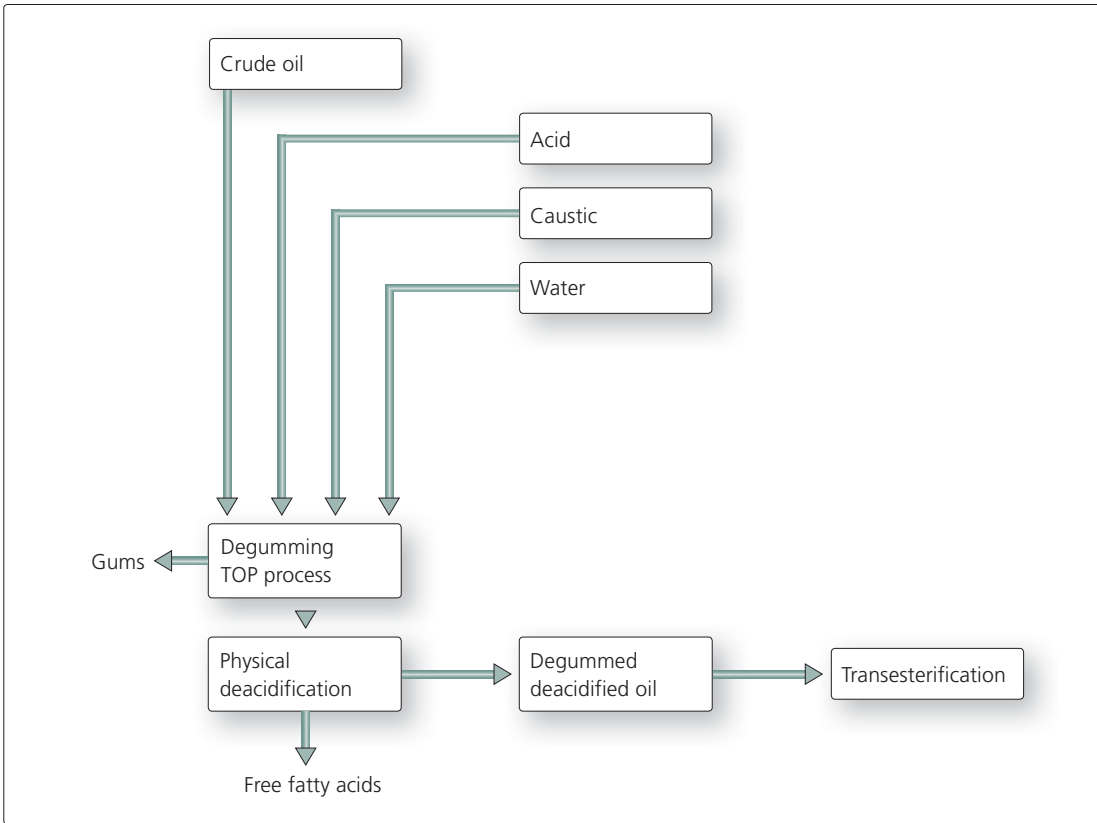 Crude oil
Acid
Caustic
Water
Gums
Degumming
TOP process
Physical
deacidification
Degummed
deacidified oil
Transesterification
Free fatty acids